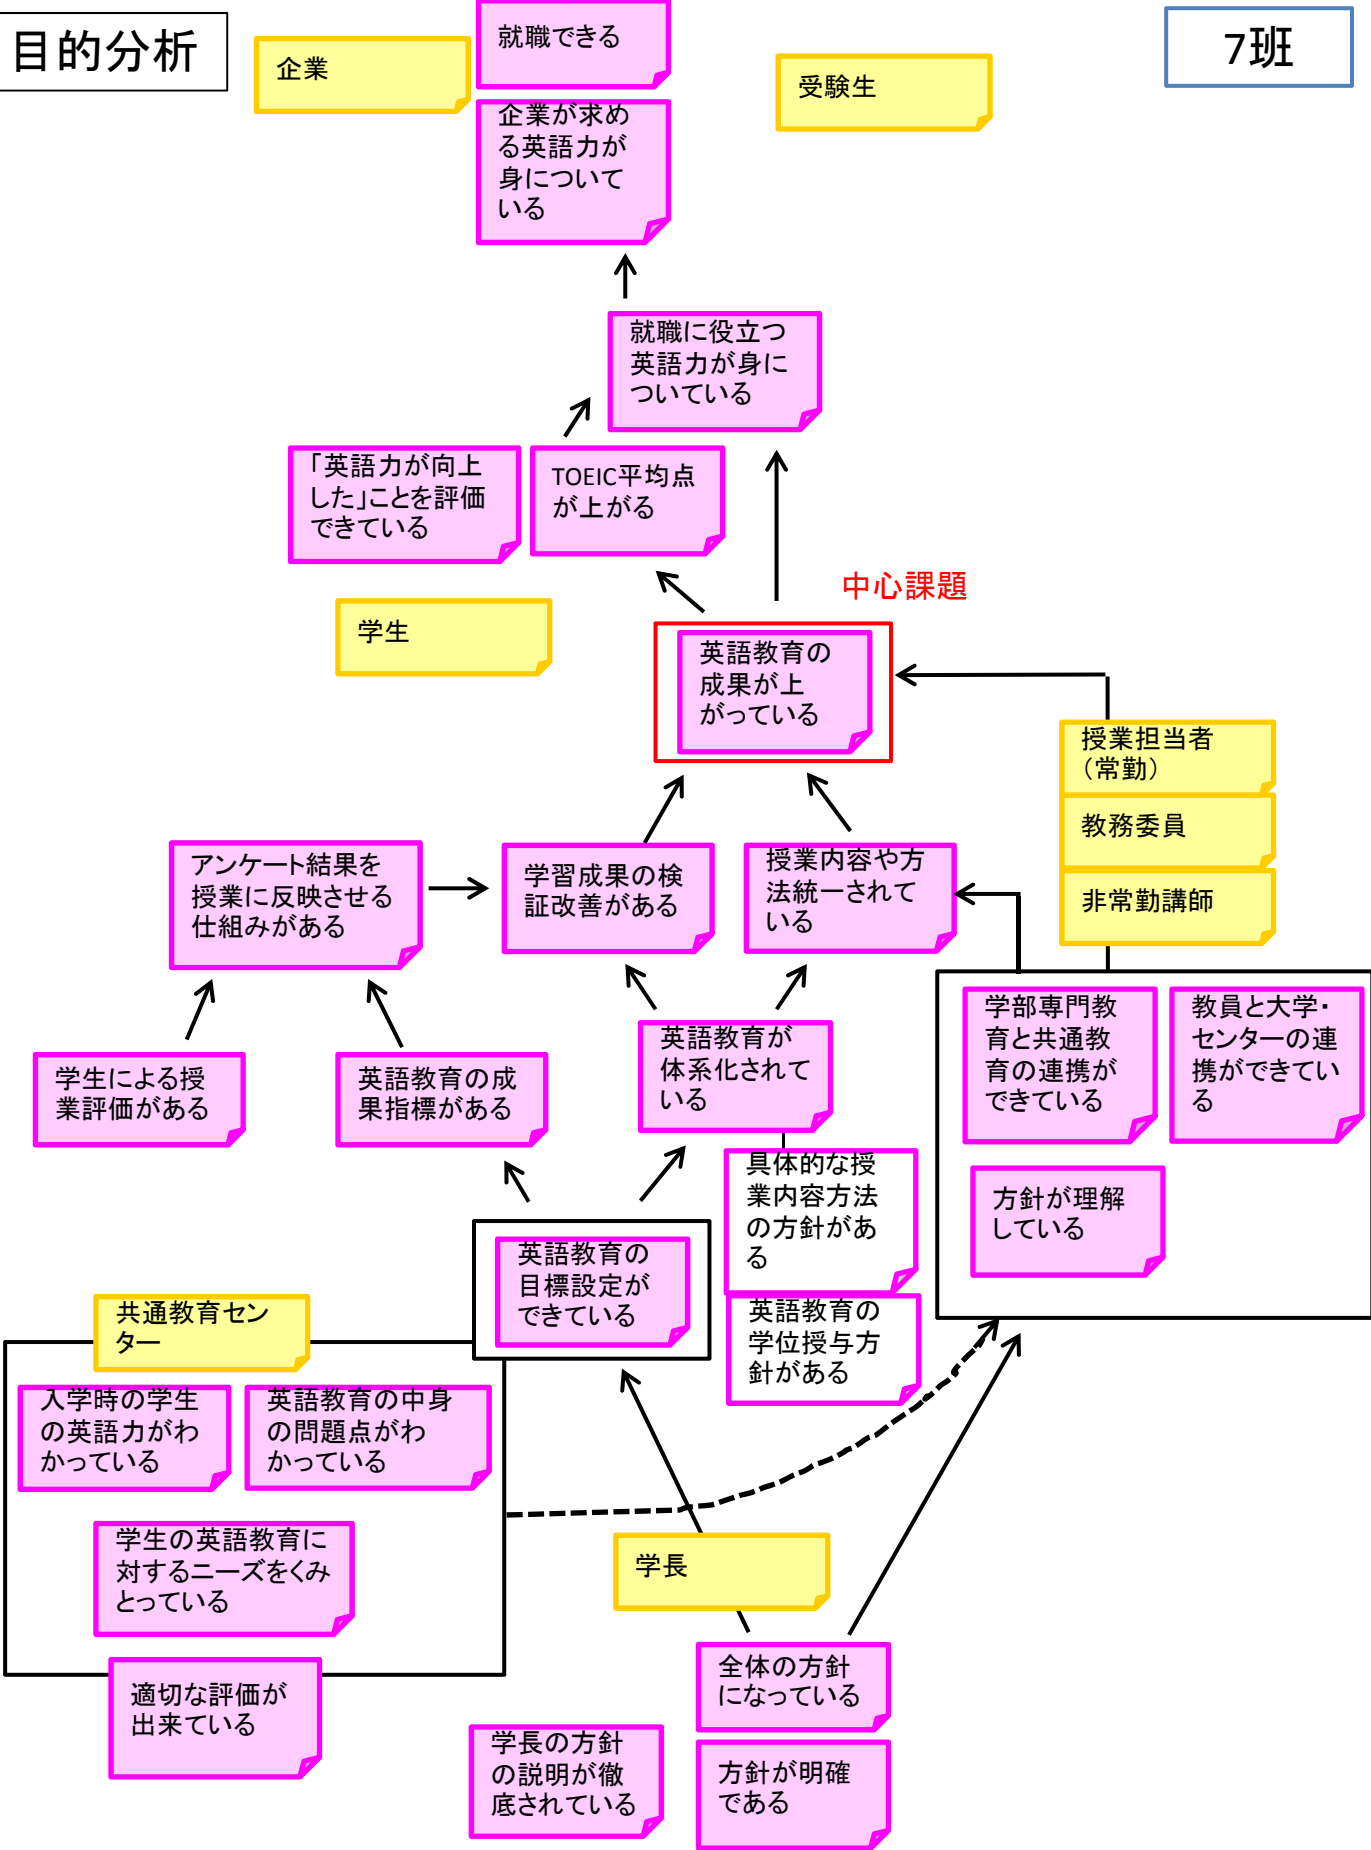 目的分析
企業
就職できる
受験生
7班
企業が求め
る英語力が
身について
いる
就職に役立つ
英語力が身に
ついている
「英語力が向上
した」ことを評価
できている
TOEIC平均点
が上がる
中心課題
学生
英語教育の
成果が上
がっている
授業担当者
（常勤）
教務委員
非常勤講師
アンケート結果を
授業に反映させる
仕組みがある
学習成果の検
証改善がある
授業内容や方
法統一されて
いる
学部専門教
育と共通教
育の連携が
できている
教員と大学・
センターの連
携ができてい
る
学生による授
業評価がある
英語教育の成
果指標がある
英語教育が
体系化されて
いる
具体的な授
業内容方法
の方針があ
る
方針が理解
している
英語教育の
目標設定が
できている
英語教育の
学位授与方
針がある
共通教育セン
ター
入学時の学生
の英語力がわ
かっている
英語教育の中身
の問題点がわ
かっている
学生の英語教育に
対するニーズをくみ
とっている
学長
適切な評価が
出来ている
全体の方針
になっている
学長の方針
の説明が徹
底されている
方針が明確
である